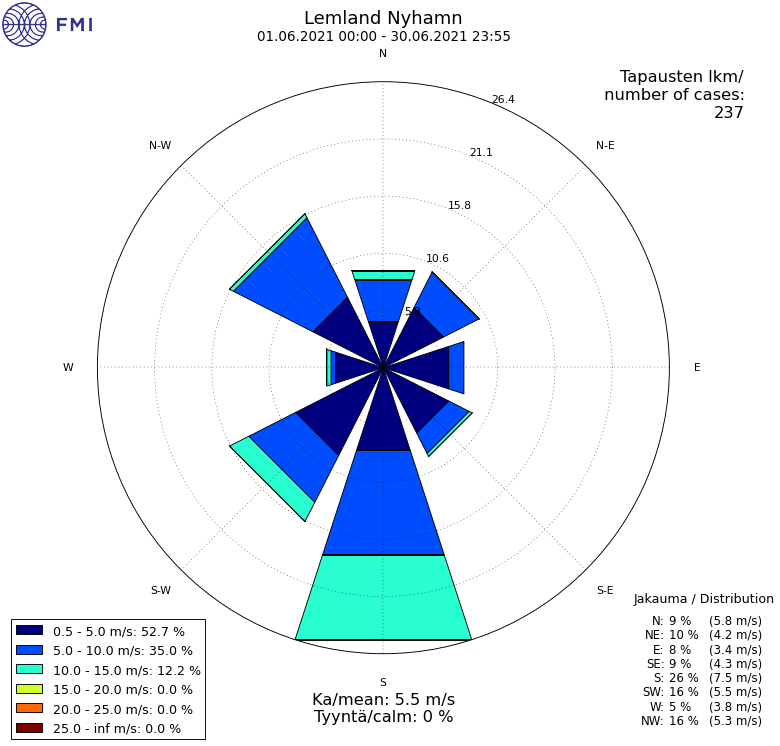 FMI
Lemland Nyhamn
01.06.2021 00:00 - 30.06.2021 23:55
N
Tapausten lkm/
number of cases:
237
26.4
N-W
N-E
21.1
15.8
10.6
W
E
S-W
S-E
S
Ka/mean: 5.5 m/s
Tyyntä/calm: 0 %
0.5 - 5.0 m/s: 52.7 %
5.0 - 10.0 m/s: 35.0 %
10.0 - 15.0 m/s: 12.2 %
15.0 - 20.0 m/s: 0.0 %
20.0 - 25.0 m/s: 0.0 %
25.0 - inf m/s: 0.0 %
Jakauma / Distribution
N: 9 % (5.8 m/s)
NE: 10 % (4.2 m/s)
E: 8 % (3.4 m/s)
SE: 9 % (4.3 m/s)
S: 26 % (7.5 m/s)
SW: 16 % (5.5 m/s)
W: 5 % (3.8 m/s)
NW: 16 % (5.3 m/s)